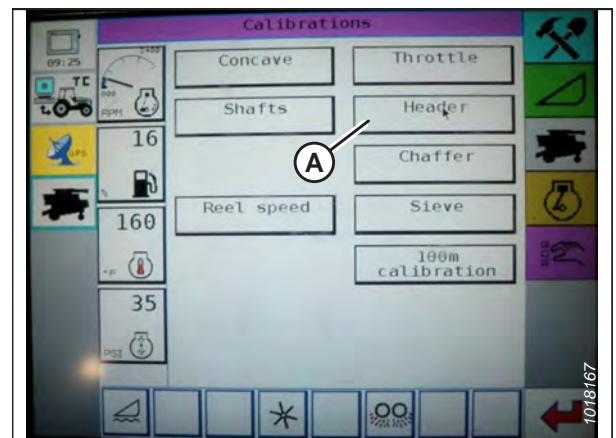 Calibrations
09:25
TC
GPS
RPM
16
%
160
°F
35
PSI
Concave
Throttle
Shafts
Header
A
Chaffer
Reel speed
Sieve
100m
calibration
1018167